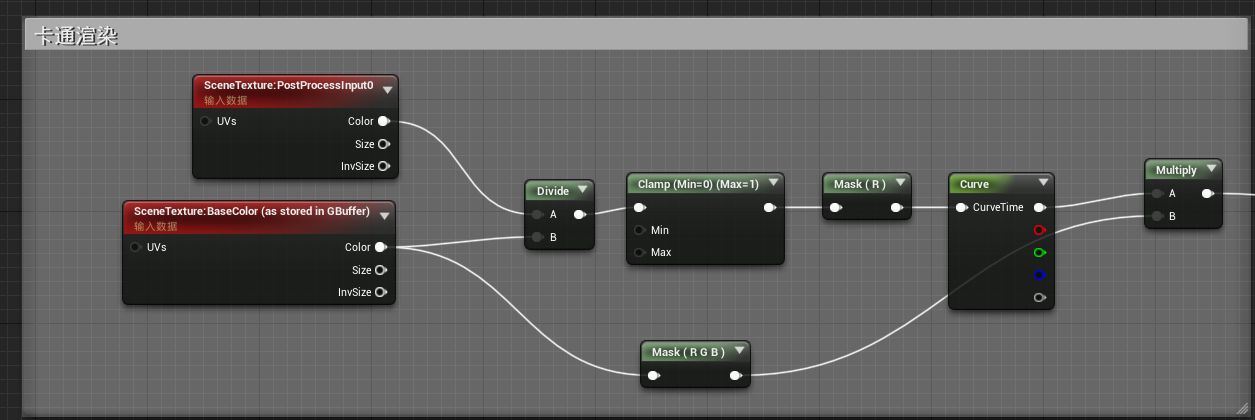 卡通渲染
SceneTexture:PostProcessInput0
输入数据
UVs
Color
Size
InvSize
SceneTexture:BaseColor (as stored in GBuffer)
输入数据
UVs
Color
Size
InvSize
Divide
A
B
Clamp (Min=0) (Max=1)
Min
Max
Mask ( R )
Curve
CurveTime
Multiply
A
B
Mask ( R G B )